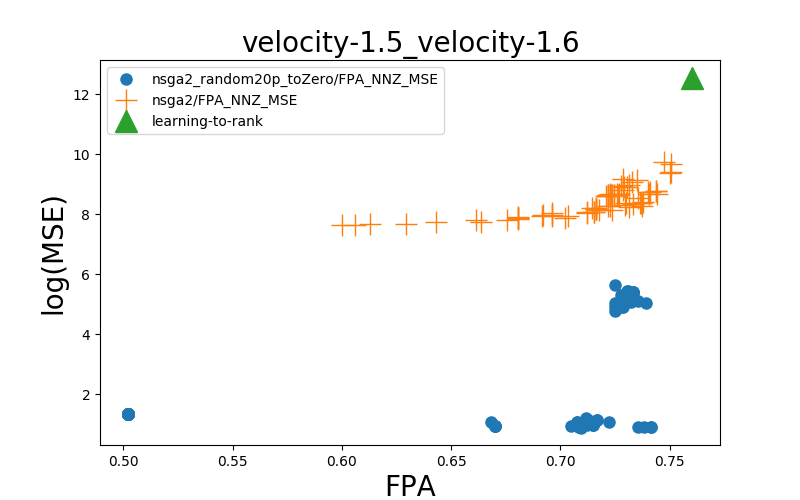 velocity-1.5_velocity-1.6
nsga2_random20p_toZero/FPA_NNZ_MSE
nsga2/FPA_NNZ_MSE
learning-to-rank
log(MSE)
12
10
8
6
4
2
0.50 0.55 0.60 0.65 0.70 0.75
FPA